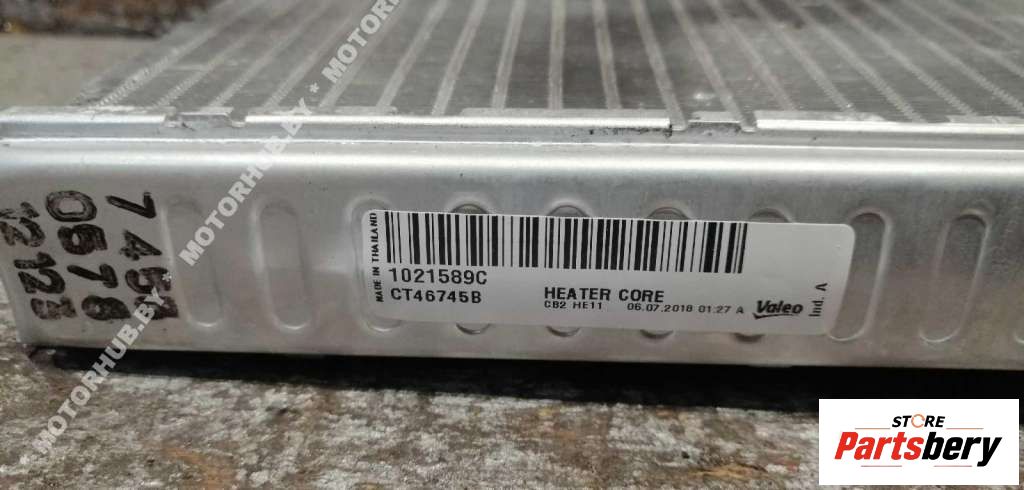 MOTORHUB.BY * MOTORHUB.BY * MOTORHUB.BY
MADE IN THAILAND
1021589C
CT46745B
HEATER CORE
CB2 HE11 06.07.2018 01:27 A
Valeo
Ind. A
STORE
Partsbery